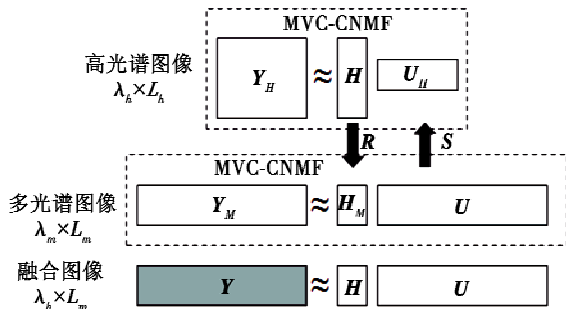 MVC-CNMF
高光谱图像
λh×Lh
YH ≈ H UH
R S
MVC-CNMF
多光谱图像
λm×Lm
YM ≈ HM U
融合图像
λh×Lm
Y ≈ H U